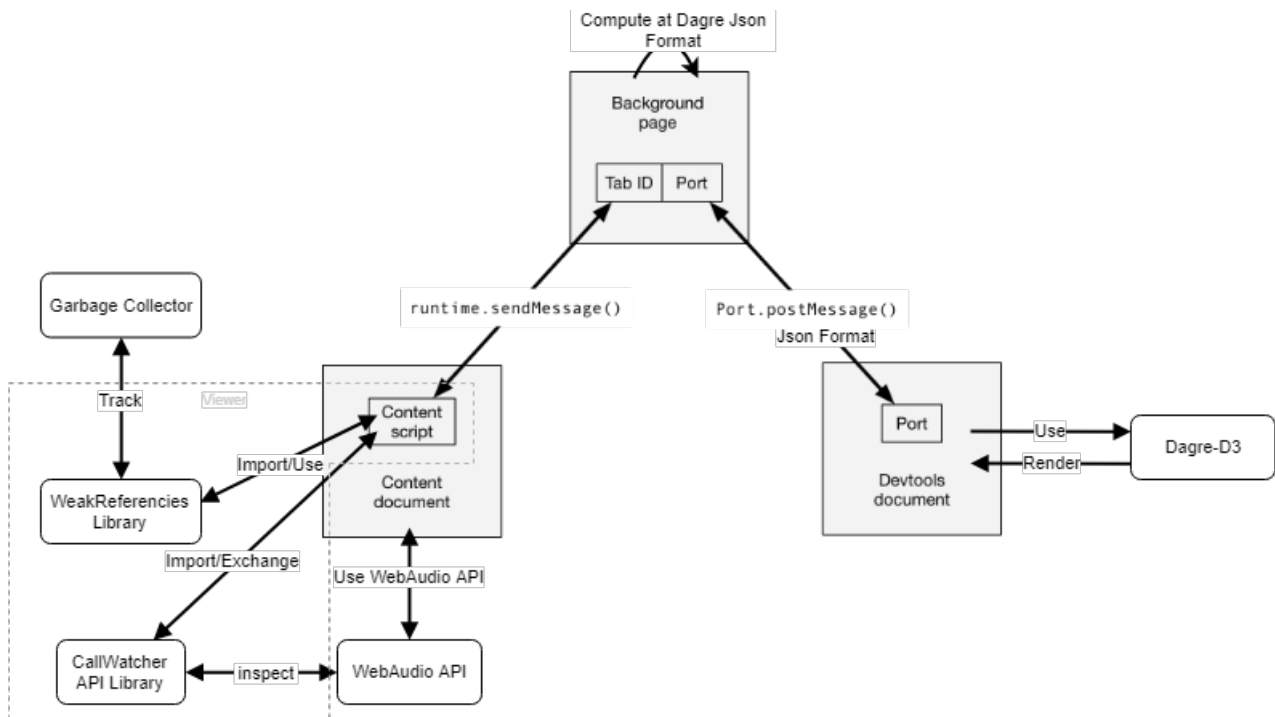 Compute at Dagre Json
Format
Background
page
Tab ID
Port
Garbage Collector
runtime.sendMessage()
Port.postMessage()
Json Format
Track
Viewer
Content
script
Port
Use
Dagre-D3
Import/Use
Render
WeakReferencies
Library
Content
document
Devtools
document
Import/Exchange
Use WebAudio API
CallWatcher
API Library
inspect
WebAudio API